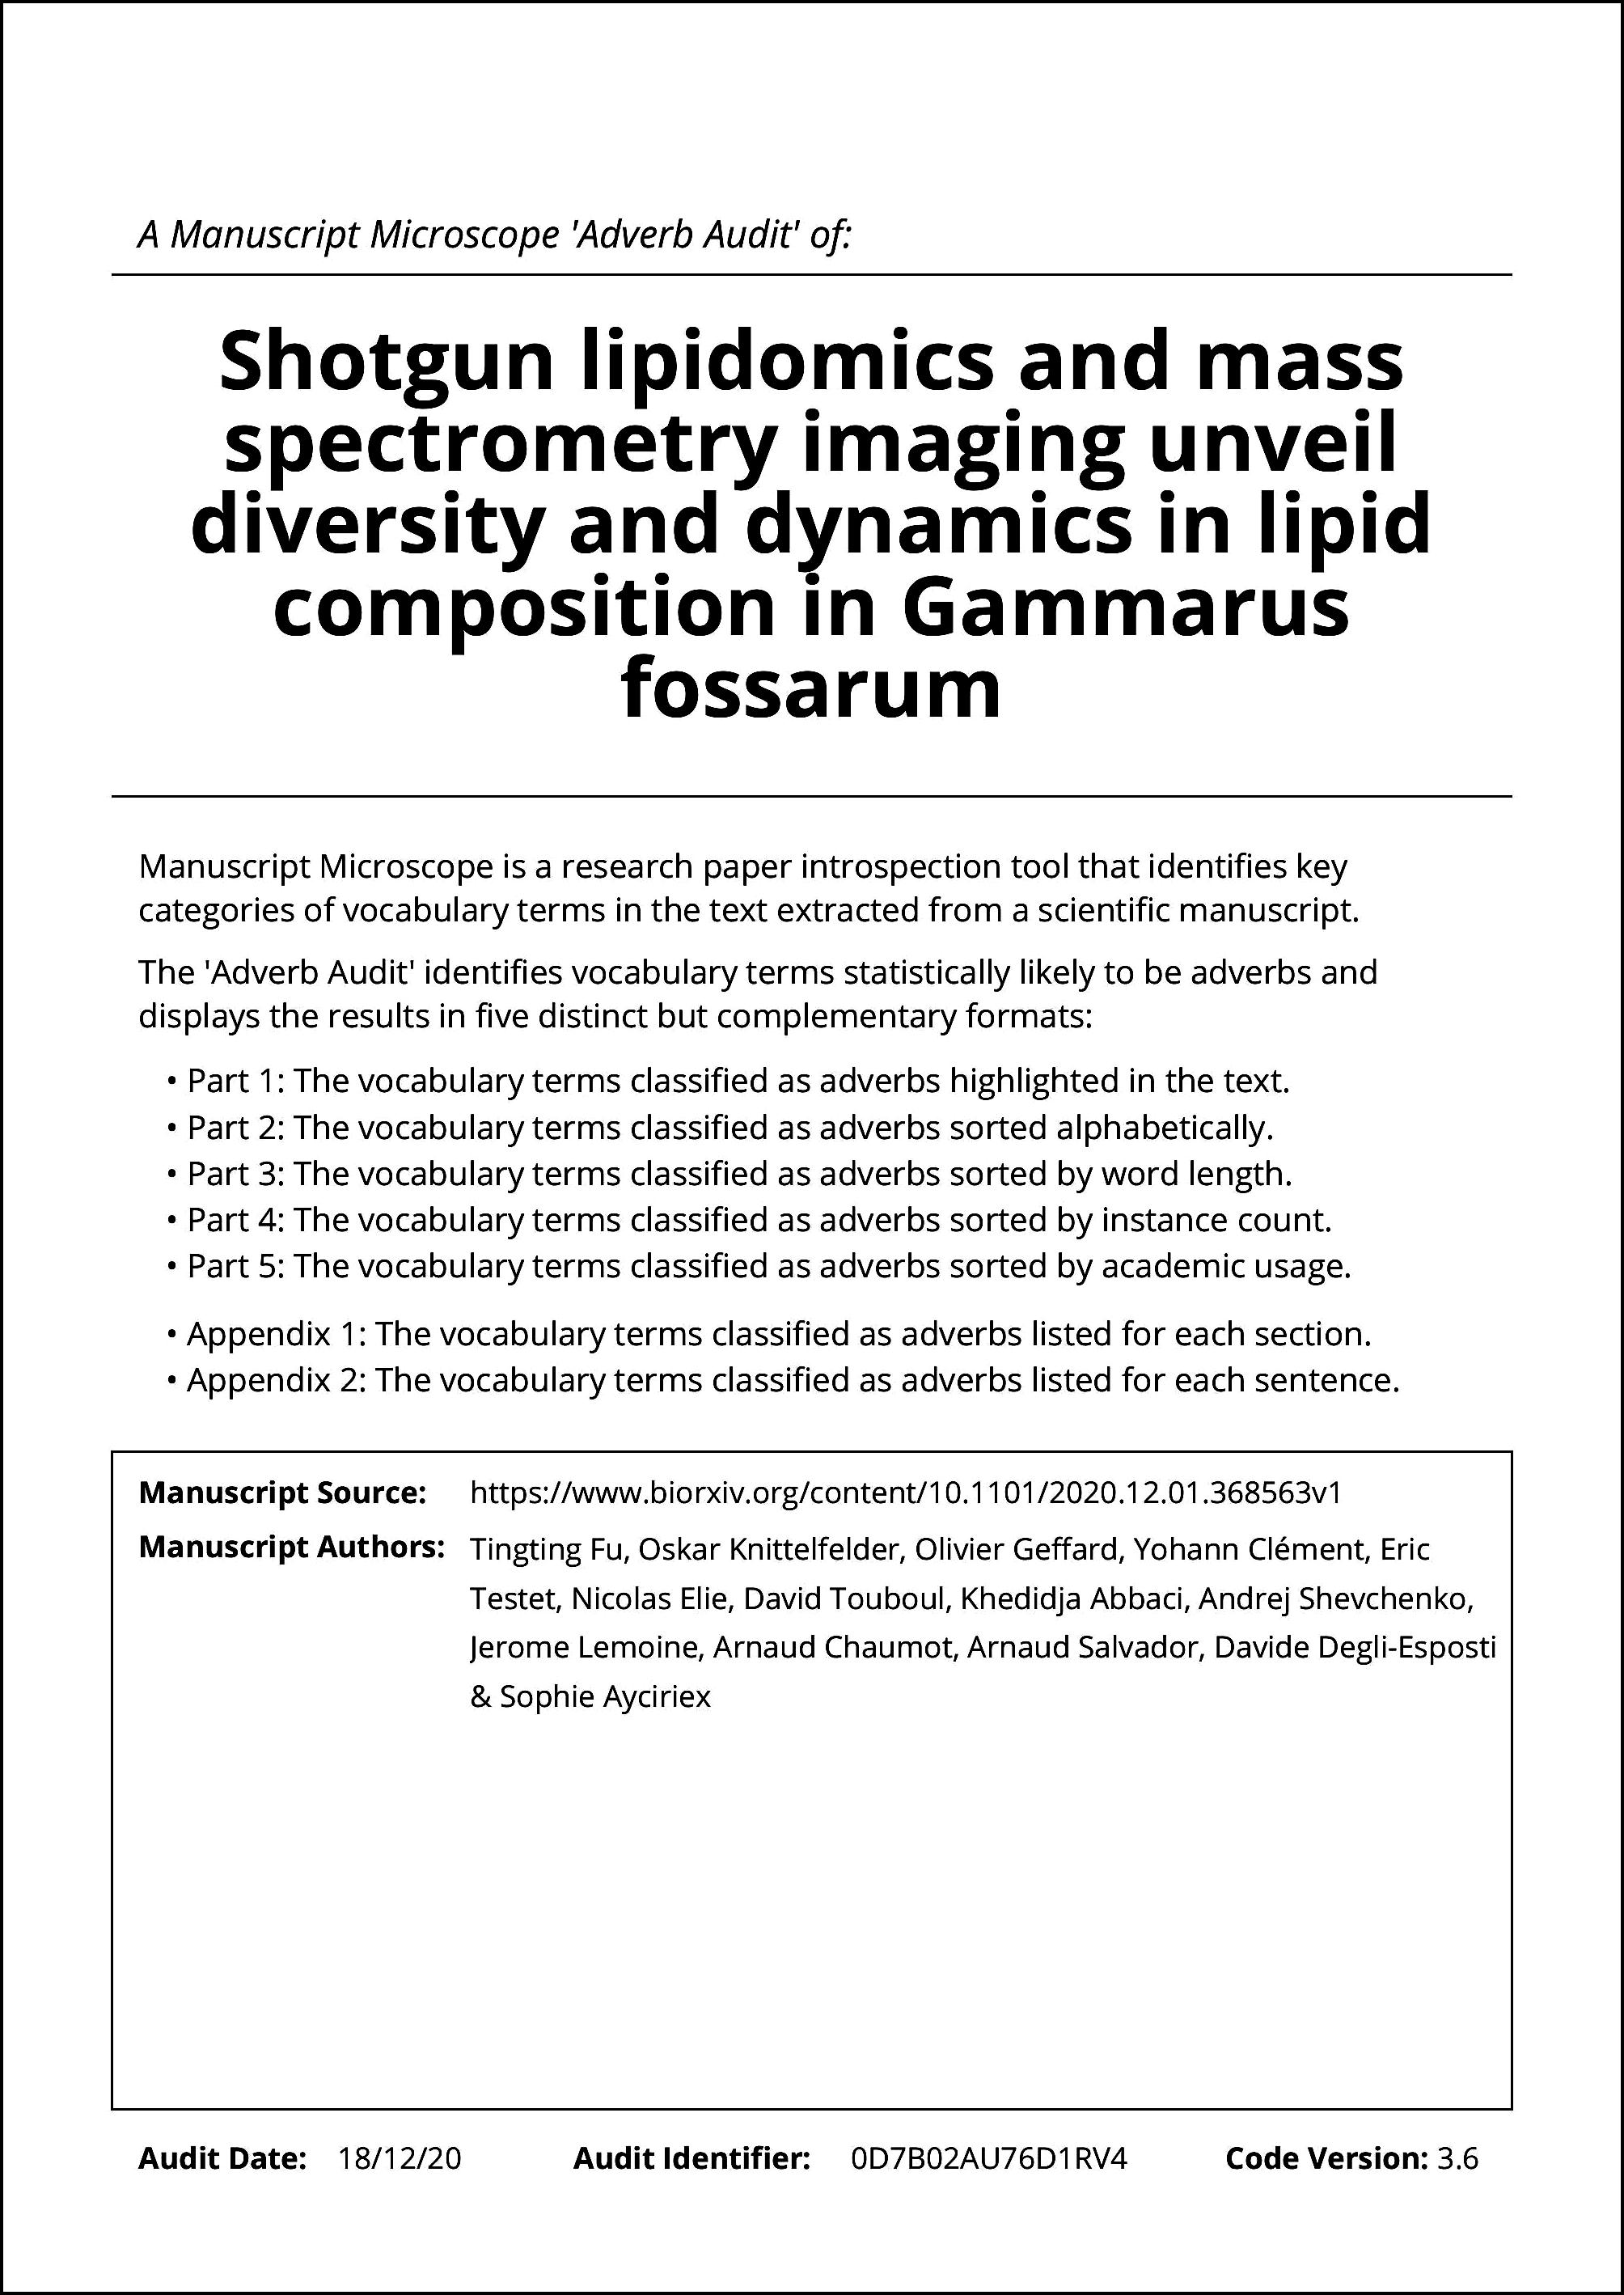 A Manuscript Microscope 'Adverb Audit' of:
Shotgun lipidomics and mass
spectrometry imaging unveil
diversity and dynamics in lipid
composition in Gammarus
fossarum
Manuscript Microscope is a research paper introspection tool that identifies key
categories of vocabulary terms in the text extracted from a scientific manuscript.
The 'Adverb Audit' identifies vocabulary terms statistically likely to be adverbs and
displays the results in five distinct but complementary formats:
• Part 1: The vocabulary terms classified as adverbs highlighted in the text.
• Part 2: The vocabulary terms classified as adverbs sorted alphabetically.
• Part 3: The vocabulary terms classified as adverbs sorted by word length.
• Part 4: The vocabulary terms classified as adverbs sorted by instance count.
• Part 5: The vocabulary terms classified as adverbs sorted by academic usage.
• Appendix 1: The vocabulary terms classified as adverbs listed for each section.
• Appendix 2: The vocabulary terms classified as adverbs listed for each sentence.
Manuscript Source: https://www.biorxiv.org/content/10.1101/2020.12.01.368563v1
Manuscript Authors: Tingting Fu, Oskar Knittelfelder, Olivier Geffard, Yohann Clément, Eric
Testet, Nicolas Elie, David Touboul, Khedidja Abbaci, Andrej Shevchenko,
Jerome Lemoine, Arnaud Chaumot, Arnaud Salvador, Davide Degli-Esposti
& Sophie Ayciriex
Audit Date: 18/12/20 Audit Identifier: 0D7B02AU76D1RV4 Code Version: 3.6